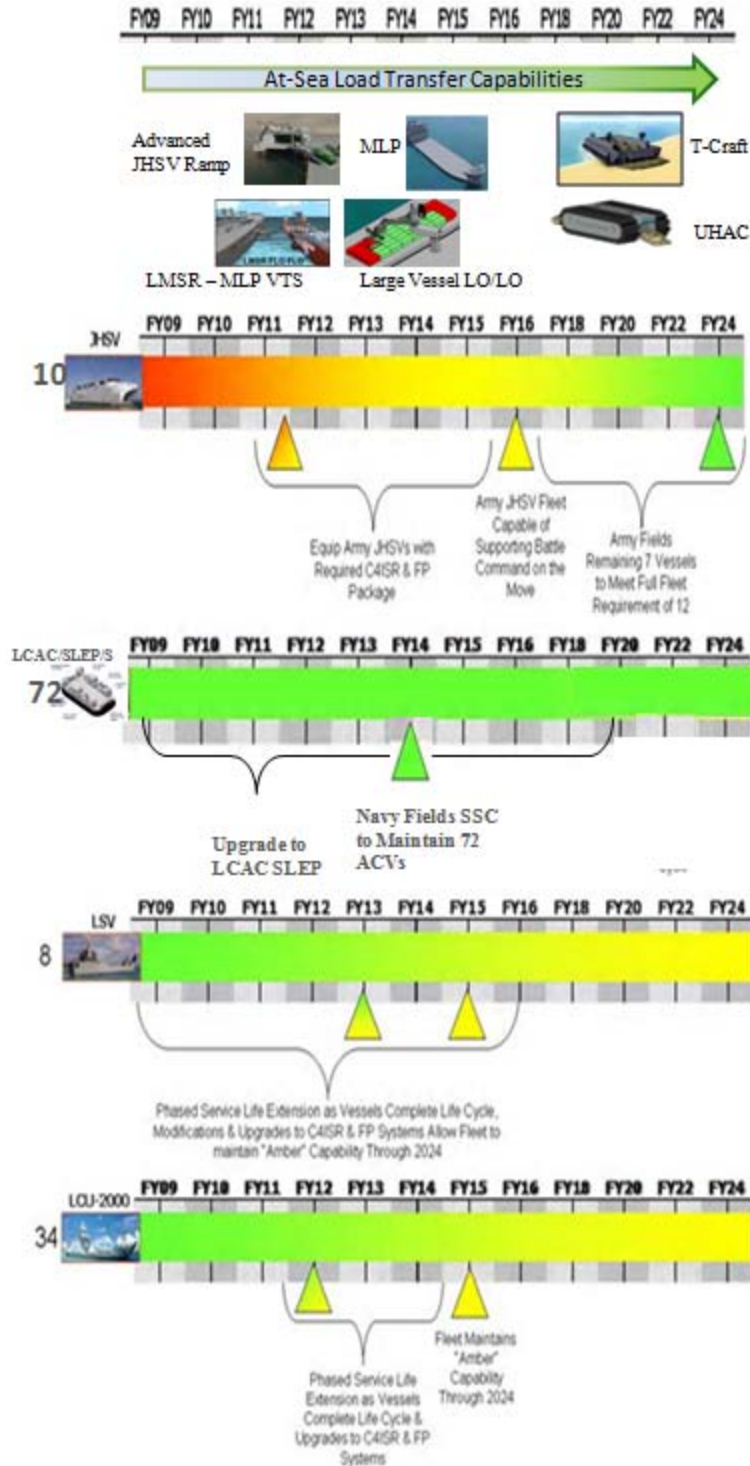 FY09 FY10 FY11 FY12 FY13 FY14 FY15 FY16 FY18 FY20 FY22 FY24
At-Sea Load Transfer Capabilities
Advanced
JHSV Ramp
MLP
T-Craft
LMSR FLO FLO
UHAC
LMSR – MLP VTS
Large Vessel LO/LO
FY09 FY10 FY11 FY12 FY13 FY14 FY15 FY16 FY18 FY20 FY22 FY24
JHSV
10
Equip Army JHSVs with
Required C4ISR & FP
Package
Army JHSV Fleet
Capable of
Supporting Battle
Command on the
Move
Army Fields
Remaining 7 Vessels
to Meet Full Fleet
Requirement of 12
FY09 FY10 FY11 FY12 FY13 FY14 FY15 FY16 FY18 FY20 FY22 FY24
LCAC/SLEP/S
72
Upgrade to
LCAC SLEP
Navy Fields SSC
to Maintain 72
ACVs
FY09 FY10 FY11 FY12 FY13 FY14 FY15 FY16 FY18 FY20 FY22 FY24
LSV
8
Phased Service Life Extension as Vessels Complete Life Cycle,
Modifications & Upgrades to C4ISR & FP Systems Allow Fleet to
maintain "Amber" Capability Through 2024
FY09 FY10 FY11 FY12 FY13 FY14 FY15 FY16 FY18 FY20 FY22 FY24
LCU-2000
34
Phased Service Life
Extension as Vessels
Complete Life Cycle &
Upgrades to C4ISR & FP
Systems
Fleet Maintains
"Amber"
Capability
Through 2024